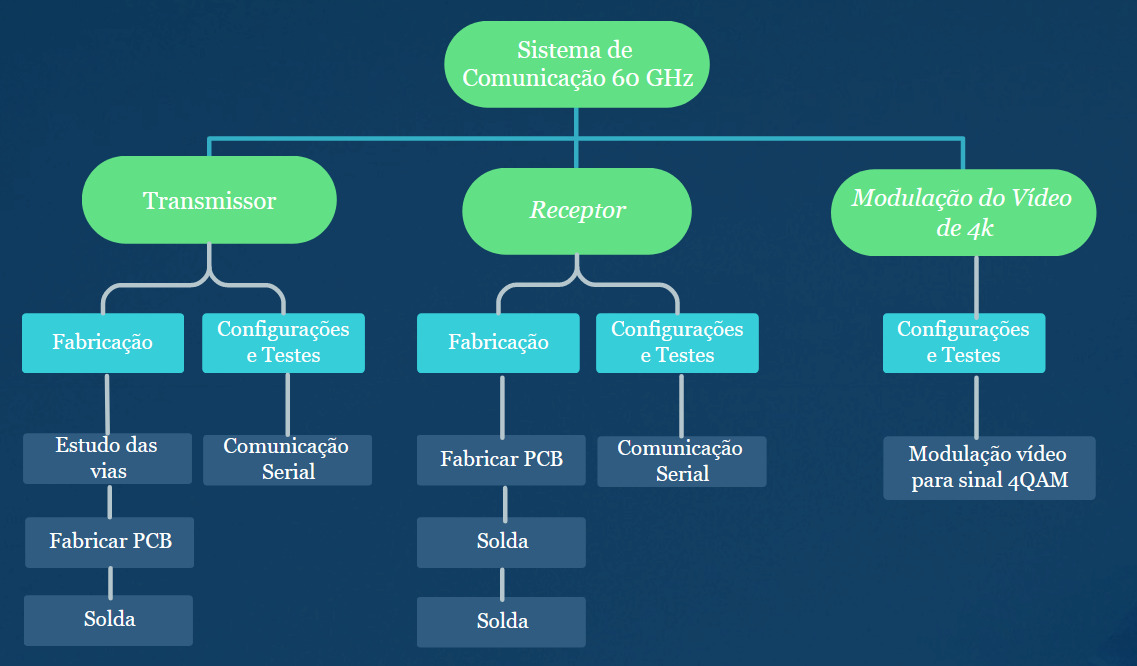 Sistema de
Comunicação 60 GHz
Transmissor
Receptor
Modulação do Vídeo
de 4k
Fabricação
Configurações
e Testes
Fabricação
Configurações
e Testes
Configurações
e Testes
Estudo das
vias
Comunicação
Serial
Fabricar PCB
Comunicação
Serial
Modulação vídeo
para sinal 4QAM
Fabricar PCB
Solda
Solda
Solda